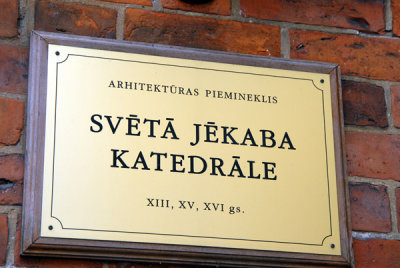 ARHITEKTŪRAS PIEMINEKLIS
SVĒTĀ JĒKABA
KATEDRĀLE
XIII, XV, XVI gs.